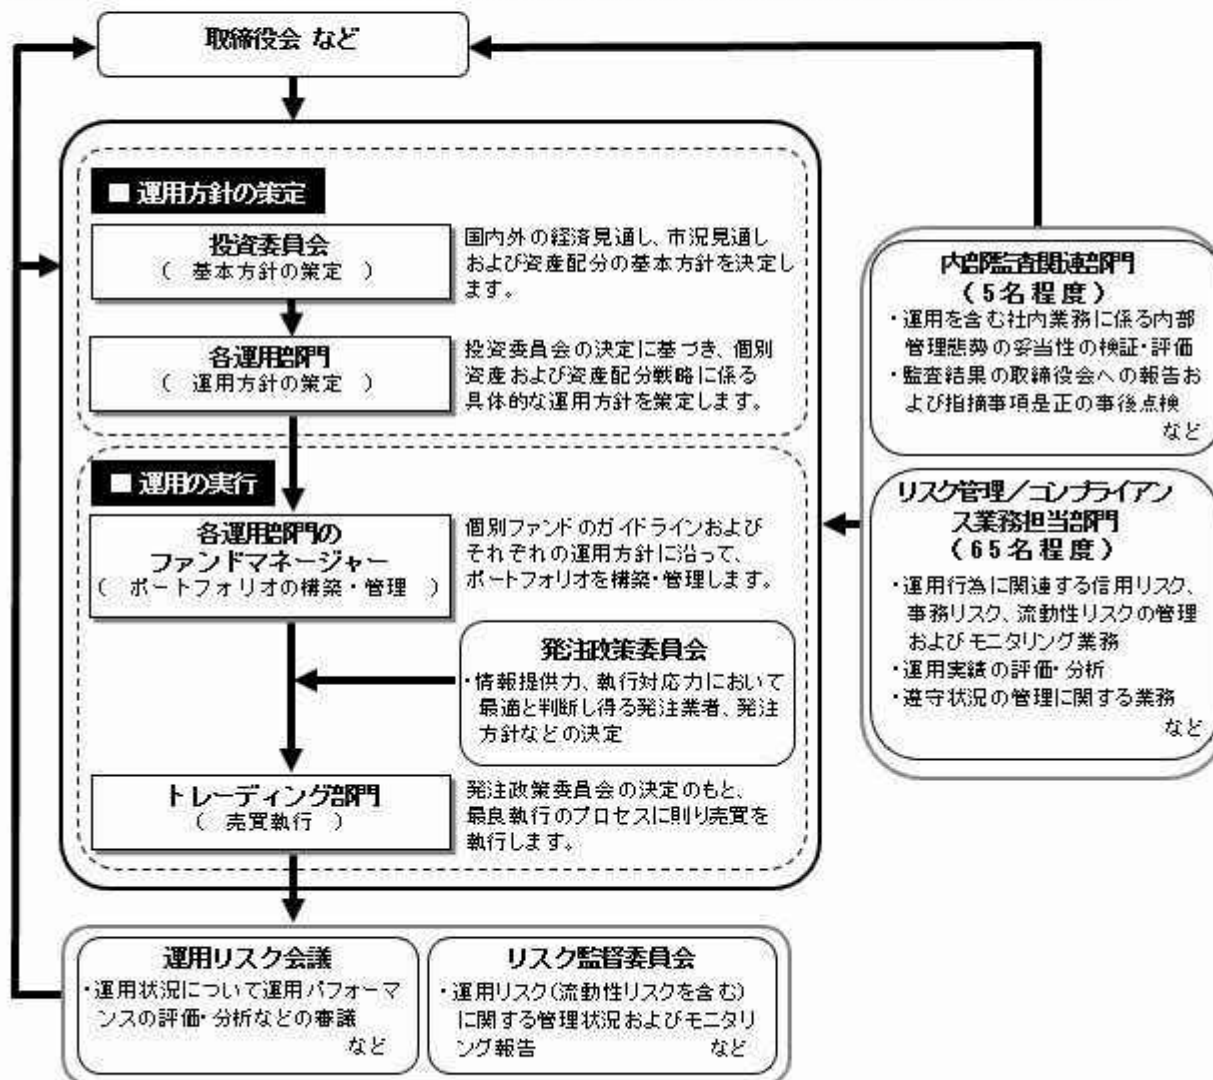 取締役会 など
■ 運用方針の策定
投資委員会
( 基本方針の策定 )
国内外の経済見通し、市況見通し
および資産配分の基本方針を決定し
ます。
各運用部門
( 運用方針の策定 )
投資委員会の決定に基づき、個別
資産および資産配分戦略に係る
具体的な運用方針を策定します。
■ 運用の実行
各運用部門の
ファンドマネージャー
( ポートフォリオの構築・管理 )
個別ファンドのガイドラインおよび
それぞれの運用方針に沿って、
ポートフォリオを構築・管理します。
発注政策委員会
・情報提供力、執行対応力において
最適と判断し得る発注業者、発注
方針などの決定
トレーディング部門
( 売買執行 )
発注政策委員会の決定のもと、
最良執行のプロセスに則り売買を
執行します。
内部監査関連部門
(5名程度)
・運用を含む社内業務に係る内部
管理態勢の妥当性の検証・評価
・監査結果の取締役会への報告お
よび指摘事項是正の事後点検
など
リスク管理/コンプライアン
ス業務担当部門
(65名程度)
・運用行為に関連する信用リスク、
事務リスク、流動性リスクの管理
およびモニタリング業務
・運用実績の評価・分析
・遵守状況の管理に関する業務
など
運用リスク会議
・運用状況について運用パフォーマ
ンスの評価・分析などの審議
など
リスク監督委員会
・運用リスク(流動性リスクを含む)
に関する管理状況およびモニタリ
ング報告 など